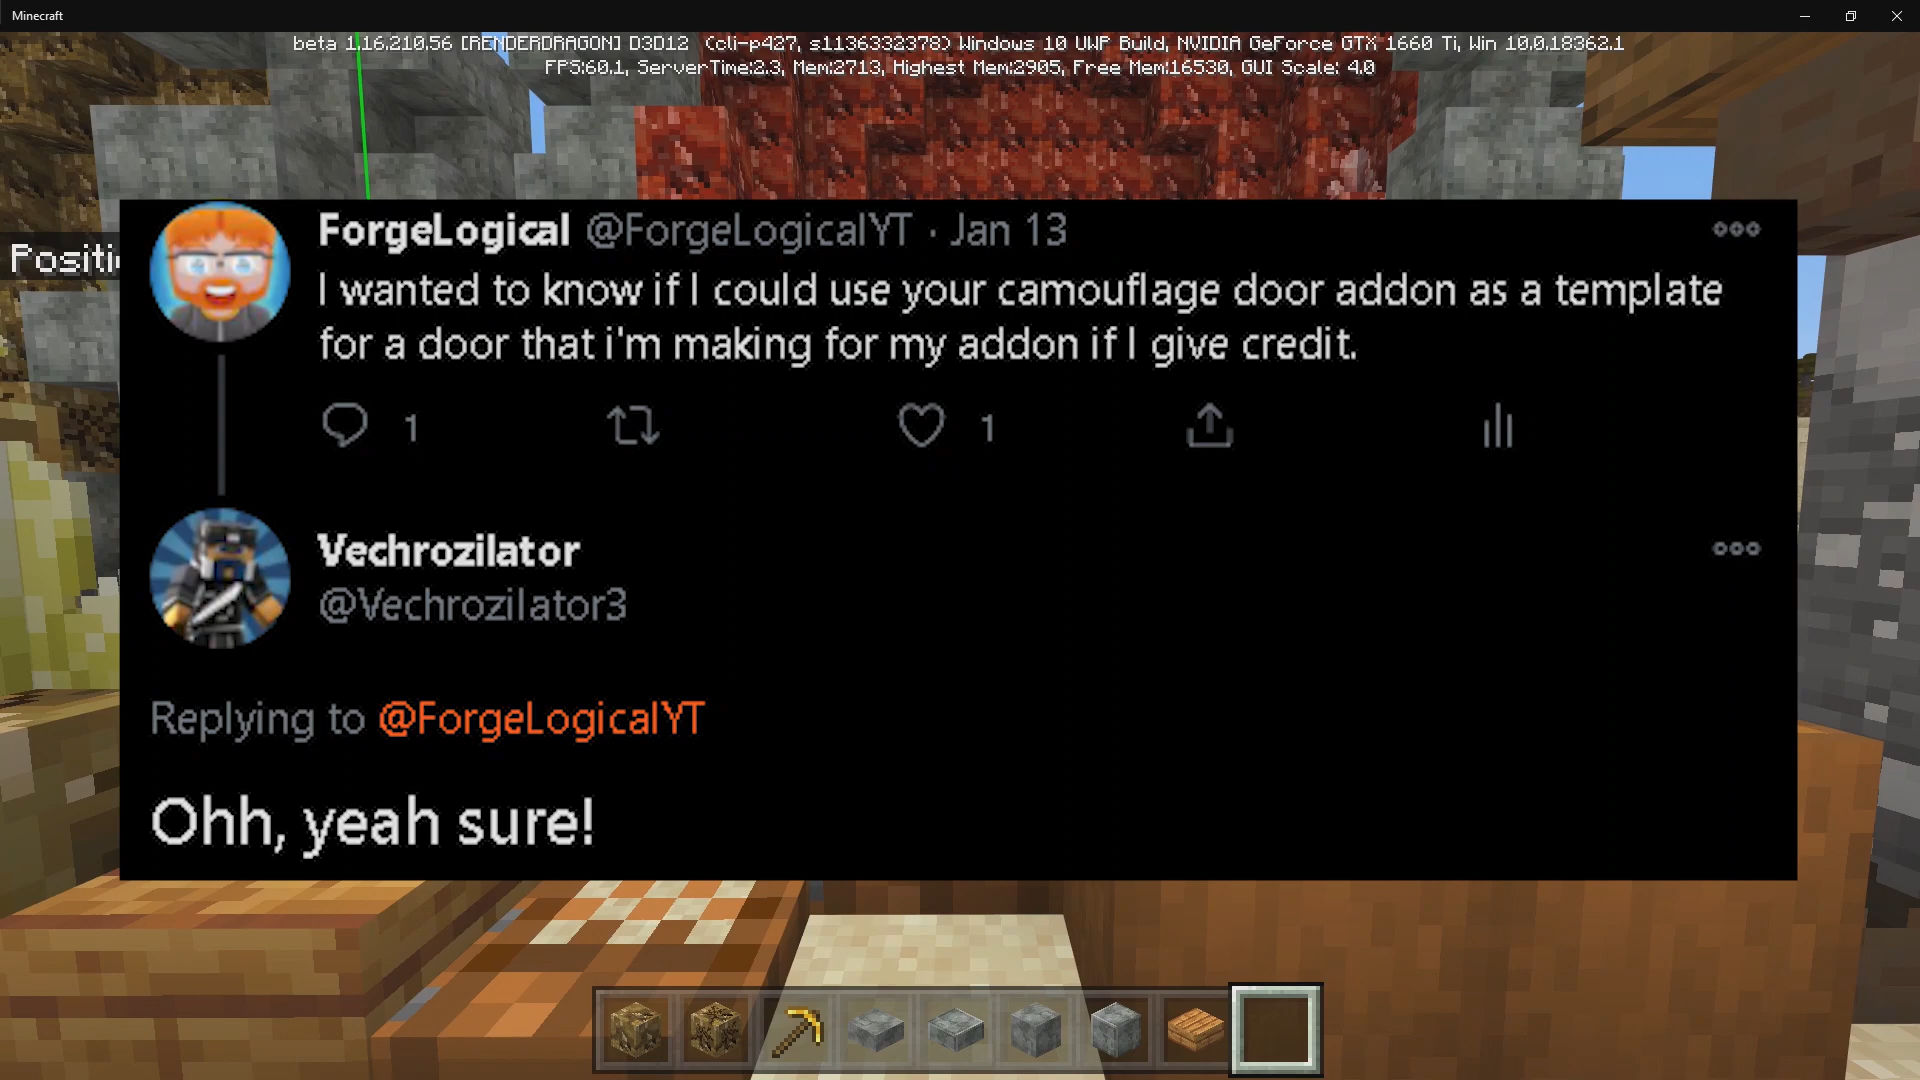 Minecraft
beta 1.16.210.56 [RENDERDRAGON] D3D12 (cli-p427, s11363332378) Windows 10 UWP Build, NVIDIA GeForce GTX 1660 Ti, Win 10.0.18362.1
FPS:60.1, ServerTime:2.3, Mem:2713, Highest Mem:2905, Free Mem:16530, GUI Scale: 4.0
Positi
ForgeLogical @ForgeLogicalYT · Jan 13
I wanted to know if I could use your camouflage door addon as a template
for a door that i'm making for my addon if I give credit.
1 1
Vechrozilator
@Vechrozilator3
Replying to @ForgeLogicalYT
Ohh, yeah sure!